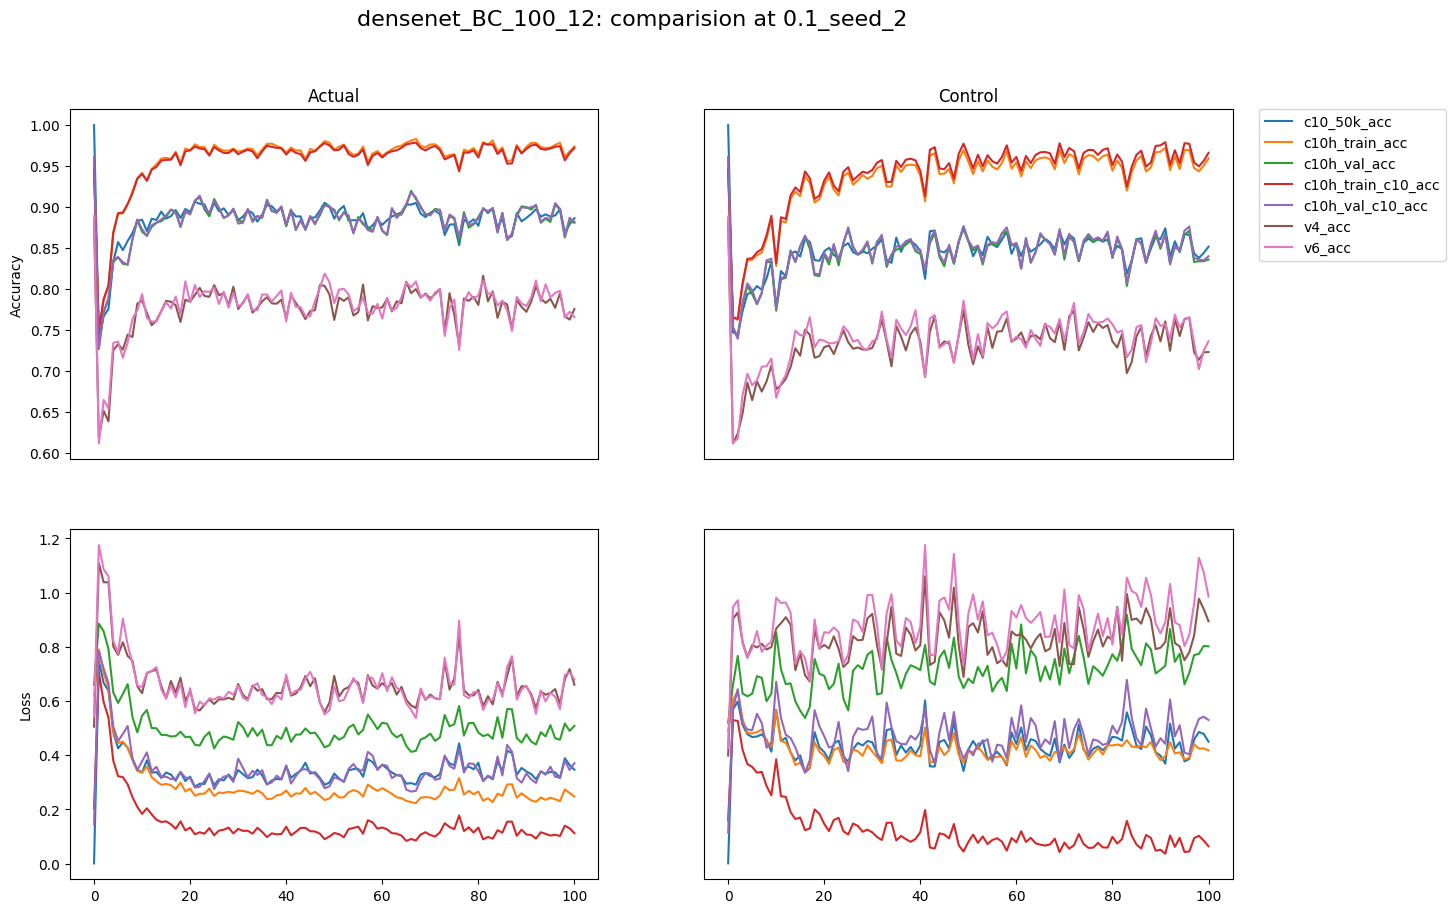 densenet_BC_100_12: comparision at 0.1_seed_2
Actual
Control
c10_50k_acc
c10h_train_acc
c10h_val_acc
c10h_train_c10_acc
c10h_val_c10_acc
v4_acc
v6_acc
Accuracy
1.00
0.95
0.90
0.85
0.80
0.75
0.70
0.65
0.60
Loss
1.2
1.0
0.8
0.6
0.4
0.2
0.0
0 20 40 60 80 100
0 20 40 60 80 100